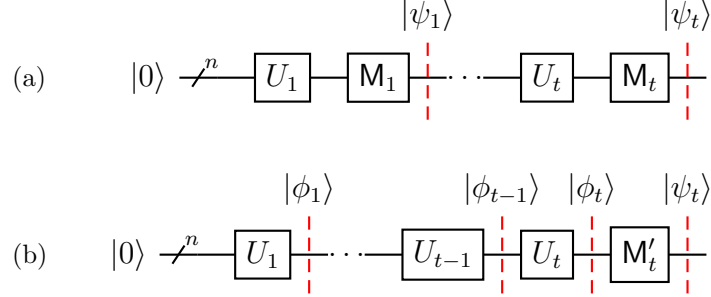 |ψ₁⟩ |ψₜ⟩
(a) |0⟩ n U₁ M₁ ··· Uₜ Mₜ
|ϕ₁⟩ |ϕₜ₋₁⟩ |ϕₜ⟩ |ψₜ⟩
(b) |0⟩ n U₁ ··· Uₜ₋₁ Uₜ M′ₜ